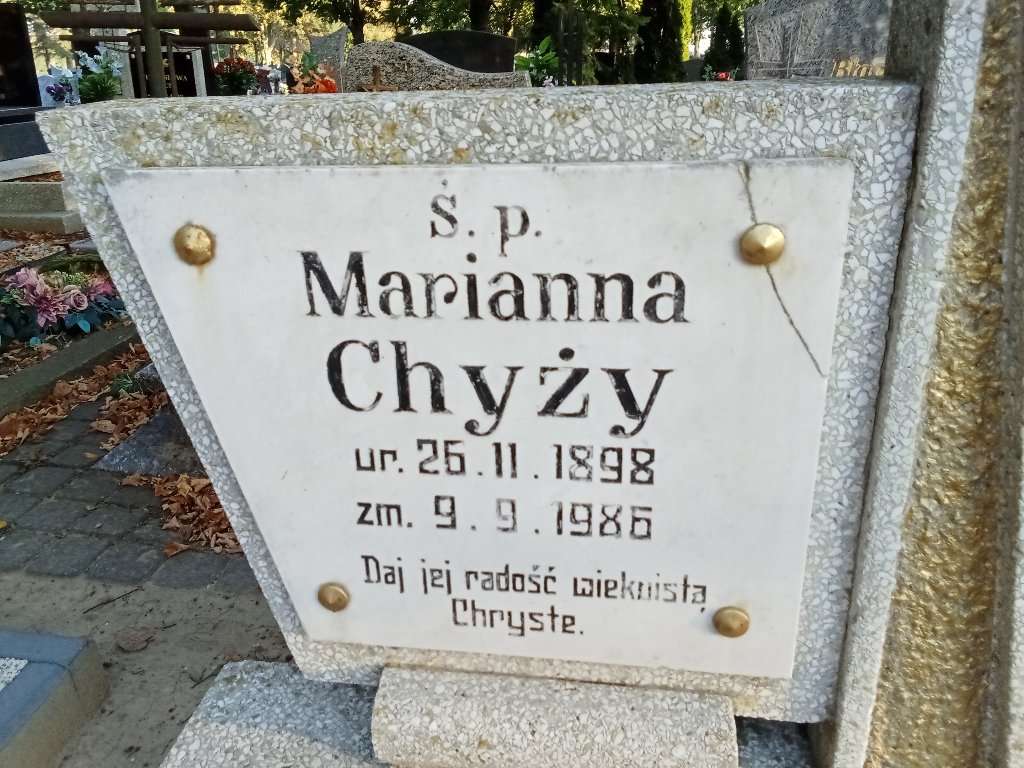 Ś. p.
Marianna
Chyży
ur. 26. 11. 1898
zm. 9. 9. 1986
Daj jej radość wiekuistą
Chryste.